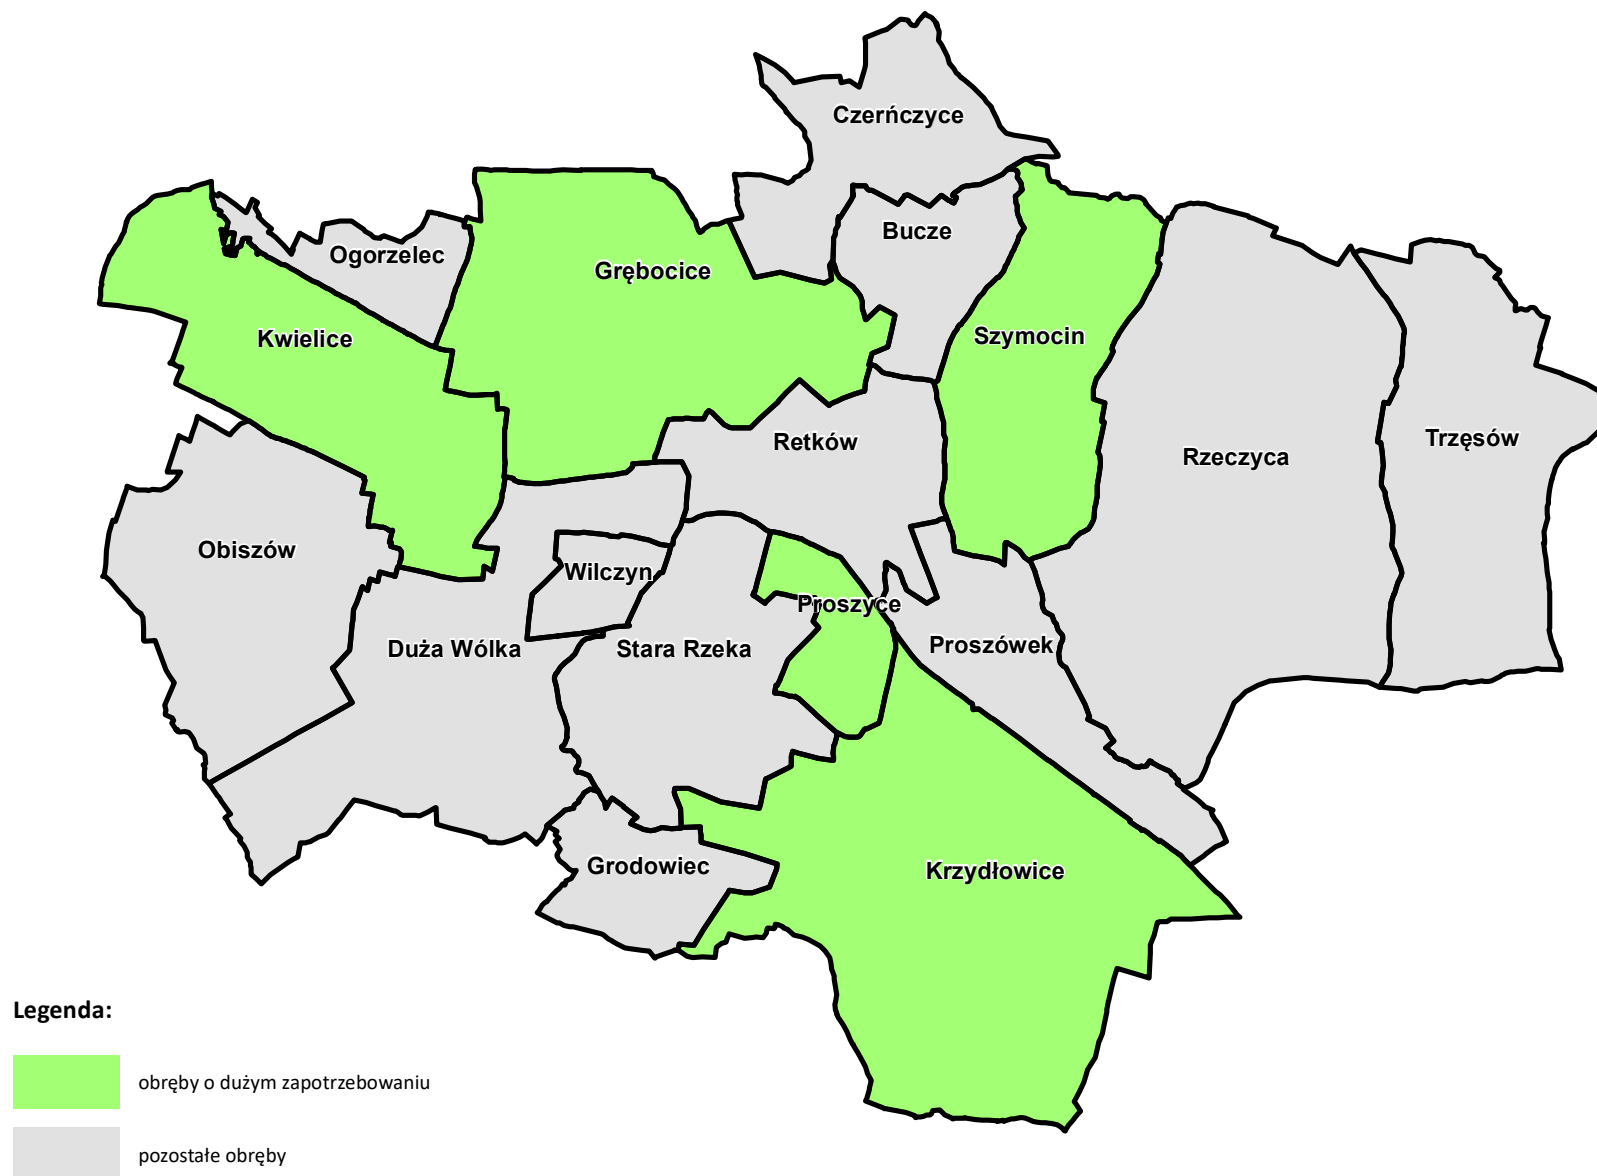 Czerńczyce
Bucze
Ogorzelec
Grębocice
Kwielice
Szymocin
Retków
Trzęsów
Rzeczyca
Obiszów
Wilczyn
Proszyce
Duża Wólka
Stara Rzeka
Proszówek
Grodowiec
Krzydłowice
Legenda:
obręby o dużym zapotrzebowaniu
pozostałe obręby